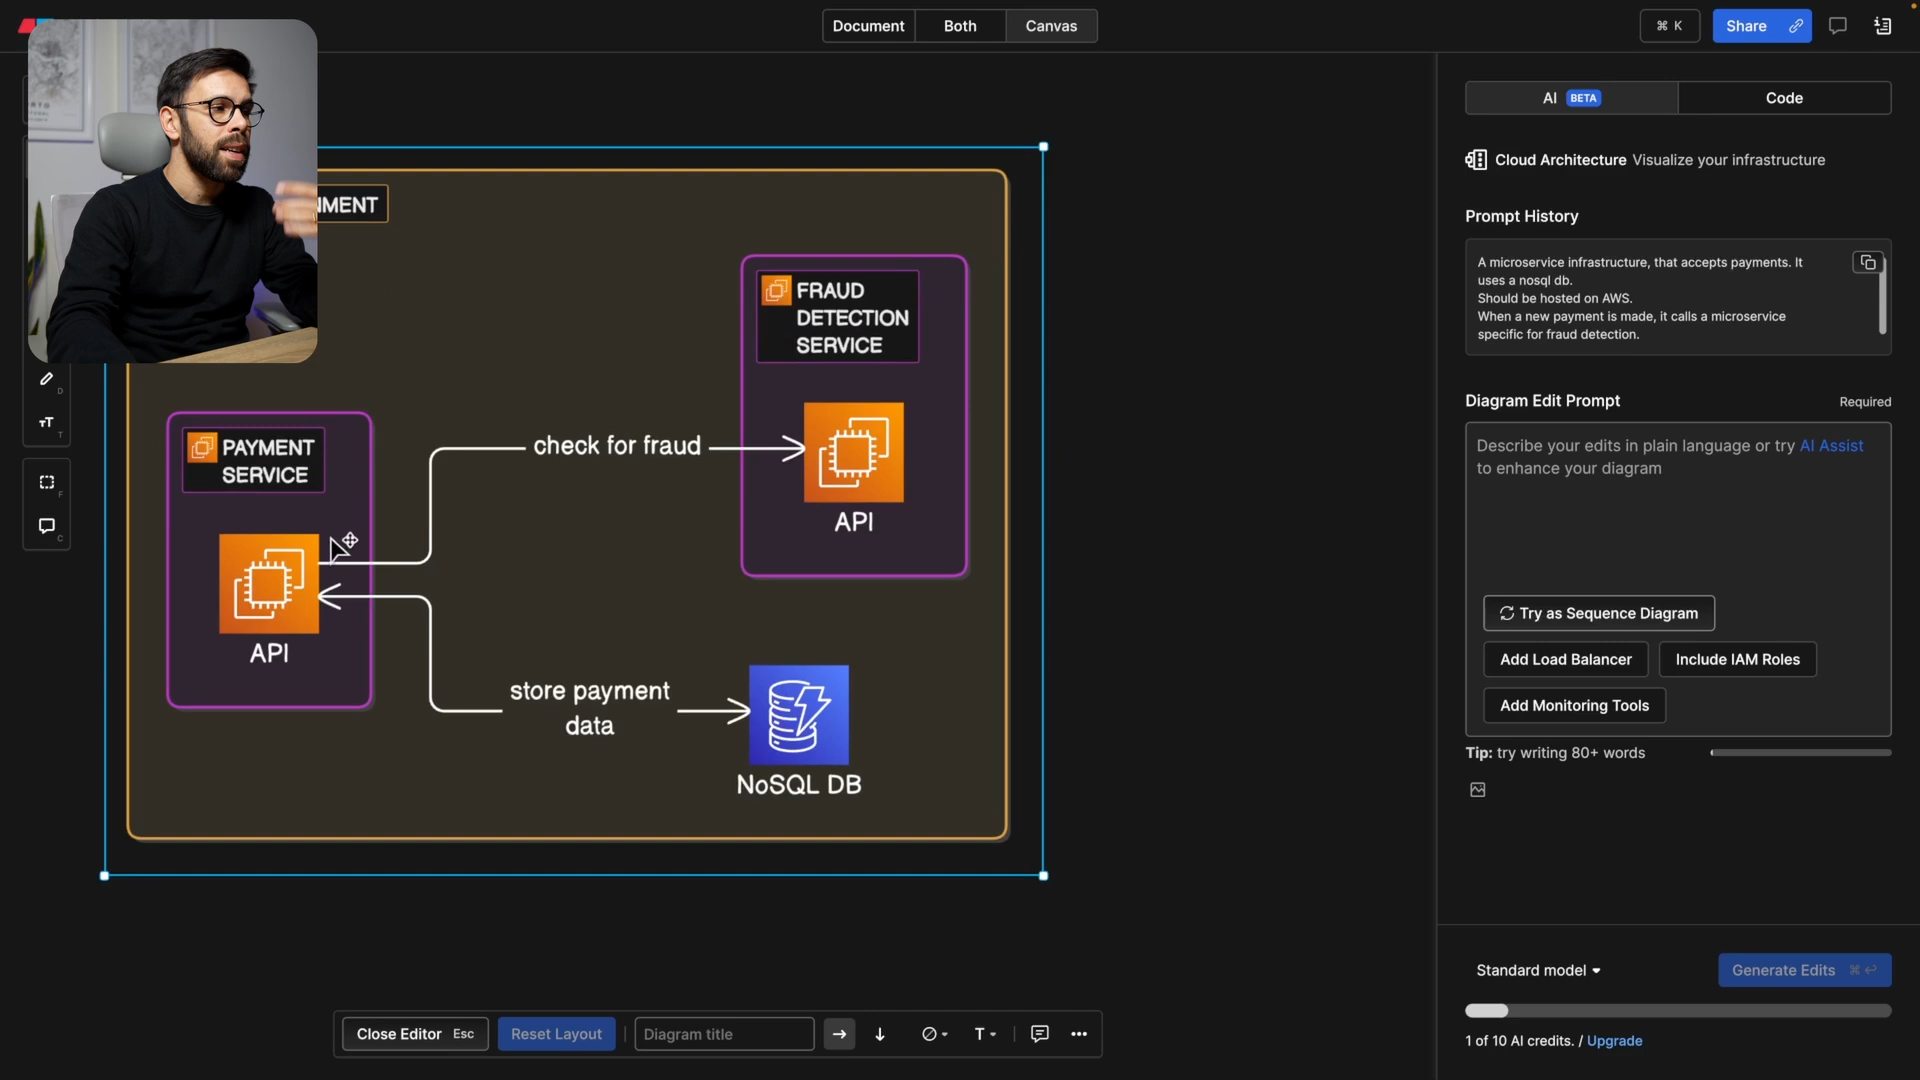 Document
Both
Canvas
⌘ K
Share
AI BETA
Code
Cloud Architecture Visualize your infrastructure
Prompt History
A microservice infrastructure, that accepts payments. It
uses a nosql db.
Should be hosted on AWS.
When a new payment is made, it calls a microservice
specific for fraud detection.
Diagram Edit Prompt
Required
Describe your edits in plain language or try AI Assist
to enhance your diagram
Try as Sequence Diagram
Add Load Balancer
Include IAM Roles
Add Monitoring Tools
Tip: try writing 80+ words
Standard model
Generate Edits ⌘ ↩
1 of 10 AI credits. / Upgrade
NMENT
FRAUD
DETECTION
SERVICE
API
check for fraud
PAYMENT
SERVICE
API
store payment
data
NoSQL DB
D
T
F
C
Close Editor Esc
Reset Layout
Diagram title
T